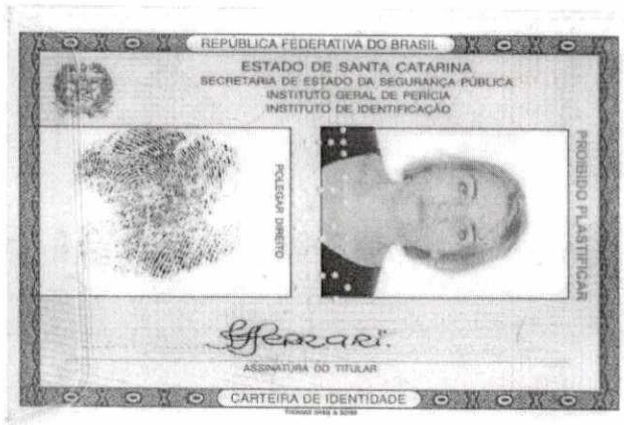 REPÚBLICA FEDERATIVA DO BRASIL
ESTADO DE SANTA CATARINA
SECRETARIA DE ESTADO DA SEGURANÇA PÚBLICA
INSTITUTO GERAL DE PERÍCIA
INSTITUTO DE IDENTIFICAÇÃO
POLEGAR DIREITO
PROIBIDO PLASTIFICAR
ASSINATURA DO TITULAR
CARTEIRA DE IDENTIDADE